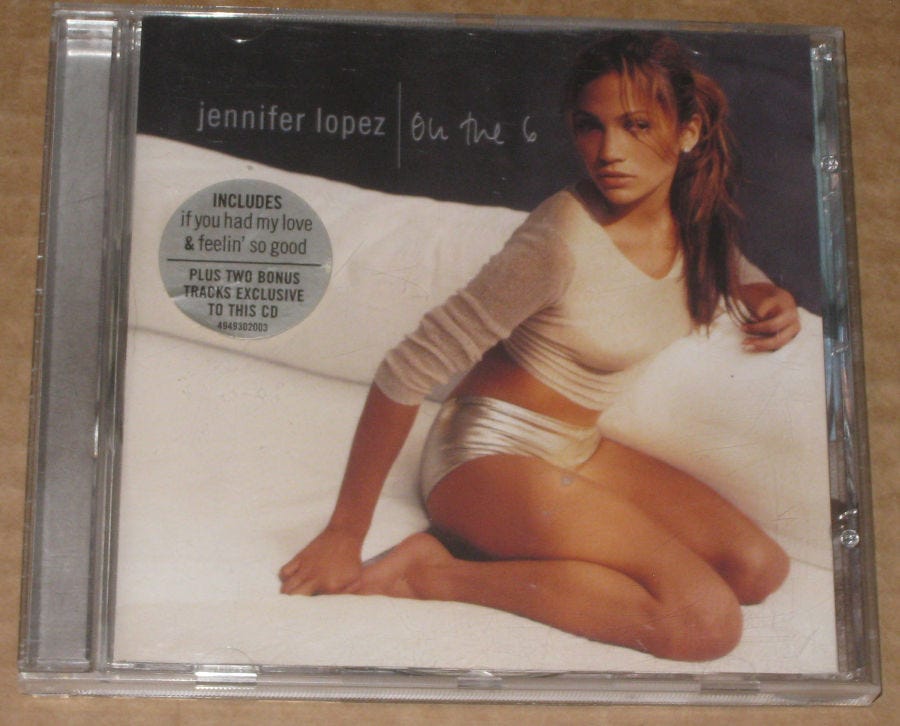 jennifer lopez | On the 6
INCLUDES
if you had my love
& feelin' so good
PLUS TWO BONUS
TRACKS EXCLUSIVE
TO THIS CD
4949302003